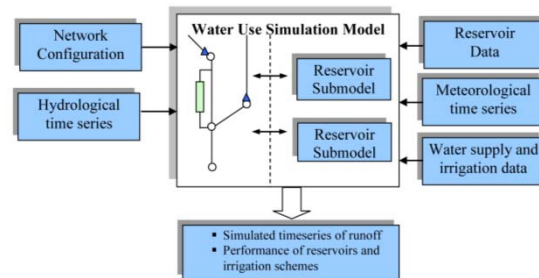 Water Use Simulation Model
Network
Configuration
Hydrological
time series
Reservoir
Submodel
Reservoir
Submodel
Reservoir
Data
Meteorological
time series
Water supply and
irrigation data
▪ Simulated timeseries of runoff
▪ Performance of reservoirs and
irrigation schemes